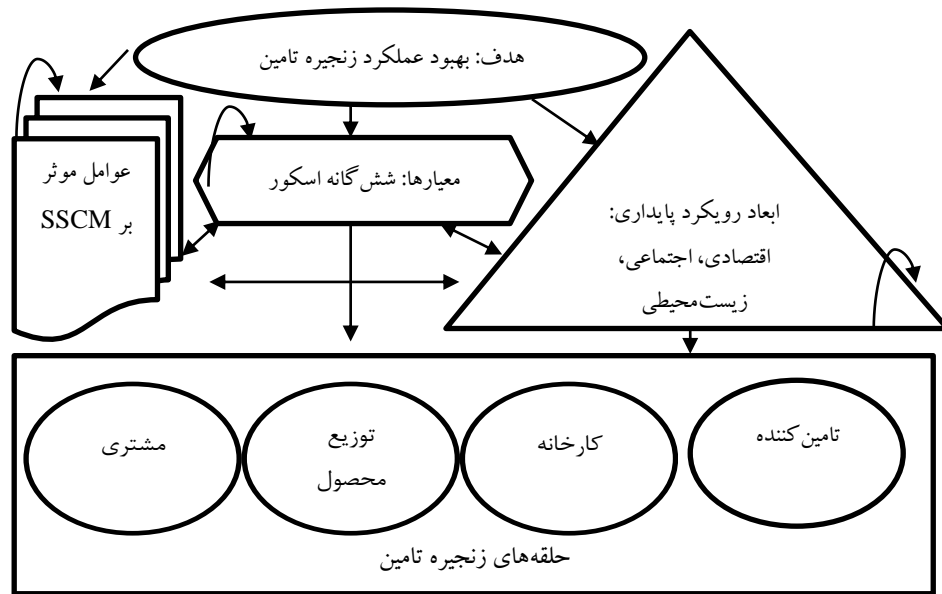 هدف: بهبود عملکرد زنجیره تامین
معیارها: شش‌گانه اسکور
عوامل موثر
بر SSCM
ابعاد رویکرد پایداری:
اقتصادی، اجتماعی،
زیست‌محیطی
تامین‌کننده
کارخانه
توزیع
محصول
مشتری
حلقه‌های زنجیره تامین